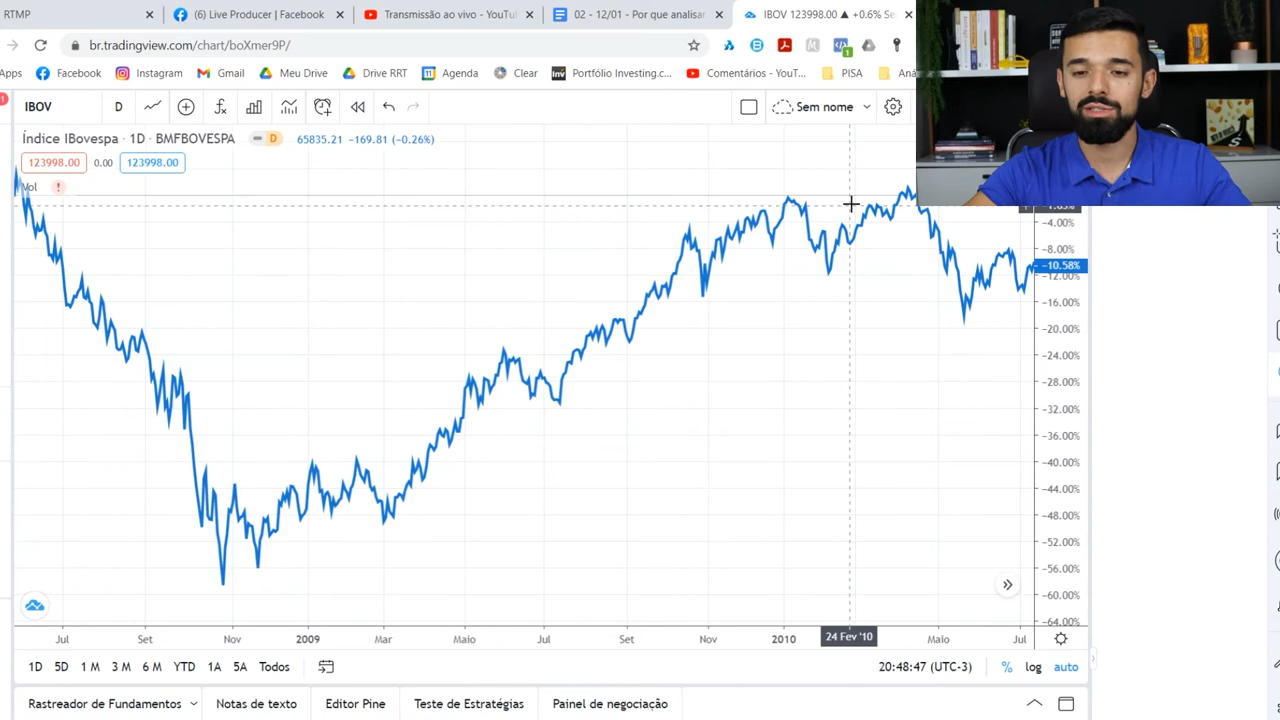 RTMP
(6) Live Producer | Facebook
Transmissão ao vivo - YouTu
02 - 12/01 - Por que analisar
IBOV 123998.00 ▲ +0.6% Se
br.tradingview.com/chart/boXmer9P/
Apps
Facebook
Instagram
Gmail
Meu Drive
Drive RRT
Agenda
Clear
Portfólio Investing.c...
Comentários - YouT...
PISA
IBOV
D
Sem nome
Índice IBovespa · 1D · BMFBOVESPA
D
65835.21 −169.81 (−0.26%)
123998.00
0.00
123998.00
Vol
−4.00%
−8.00%
−10.58%
−12.00%
−16.00%
−20.00%
−24.00%
−28.00%
−32.00%
−36.00%
−40.00%
−44.00%
−48.00%
−52.00%
−56.00%
−60.00%
−64.00%
Jul
Set
Nov
2009
Mar
Maio
Jul
Set
Nov
2010
24 Fev '10
Maio
Jul
1D
5D
1 M
3 M
6 M
YTD
1A
5A
Todos
20:48:47 (UTC-3)
%
log
auto
Rastreador de Fundamentos
Notas de texto
Editor Pine
Teste de Estratégias
Painel de negociação